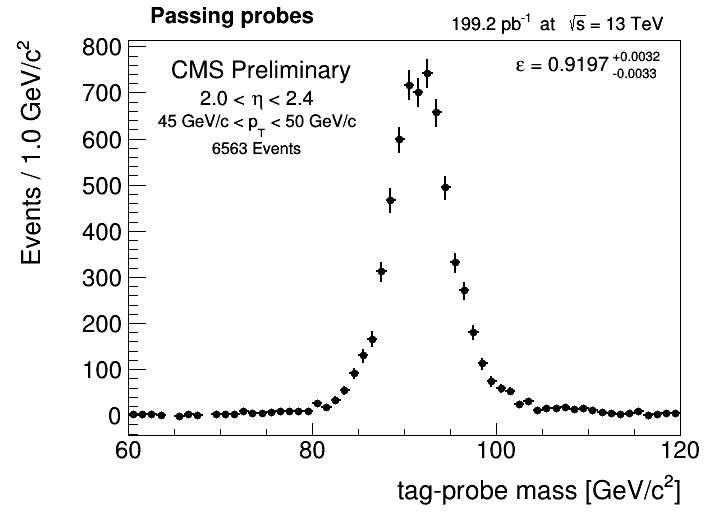 Passing probes
199.2 pb⁻¹ at √s = 13 TeV
CMS Preliminary
2.0 < η < 2.4
45 GeV/c < p_T < 50 GeV/c
6563 Events
ε = 0.9197 +0.0032 -0.0033
Events / 1.0 GeV/c²
800
700
600
500
400
300
200
100
0
60 80 100 120
tag-probe mass [GeV/c²]